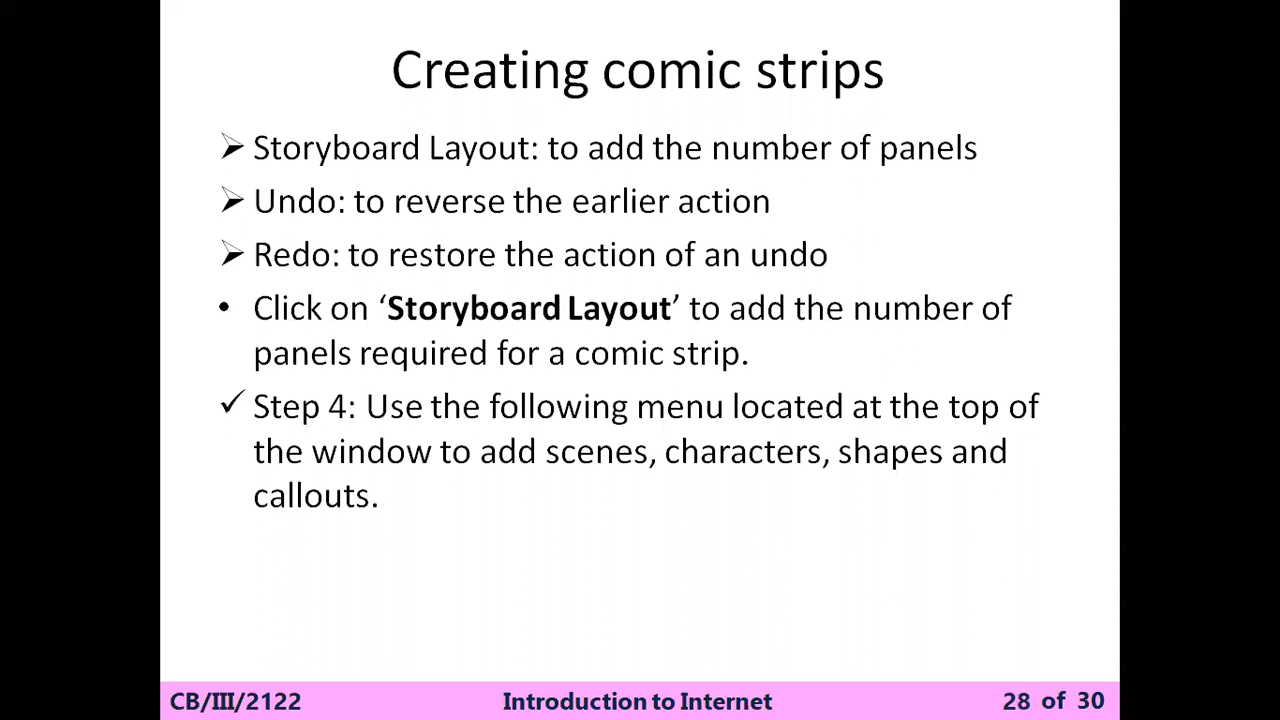 Creating comic strips
➢ Storyboard Layout: to add the number of panels
➢ Undo: to reverse the earlier action
➢ Redo: to restore the action of an undo
• Click on ‘Storyboard Layout’ to add the number of
panels required for a comic strip.
✓ Step 4: Use the following menu located at the top of
the window to add scenes, characters, shapes and
callouts.
CB/III/2122 Introduction to Internet 28 of 30